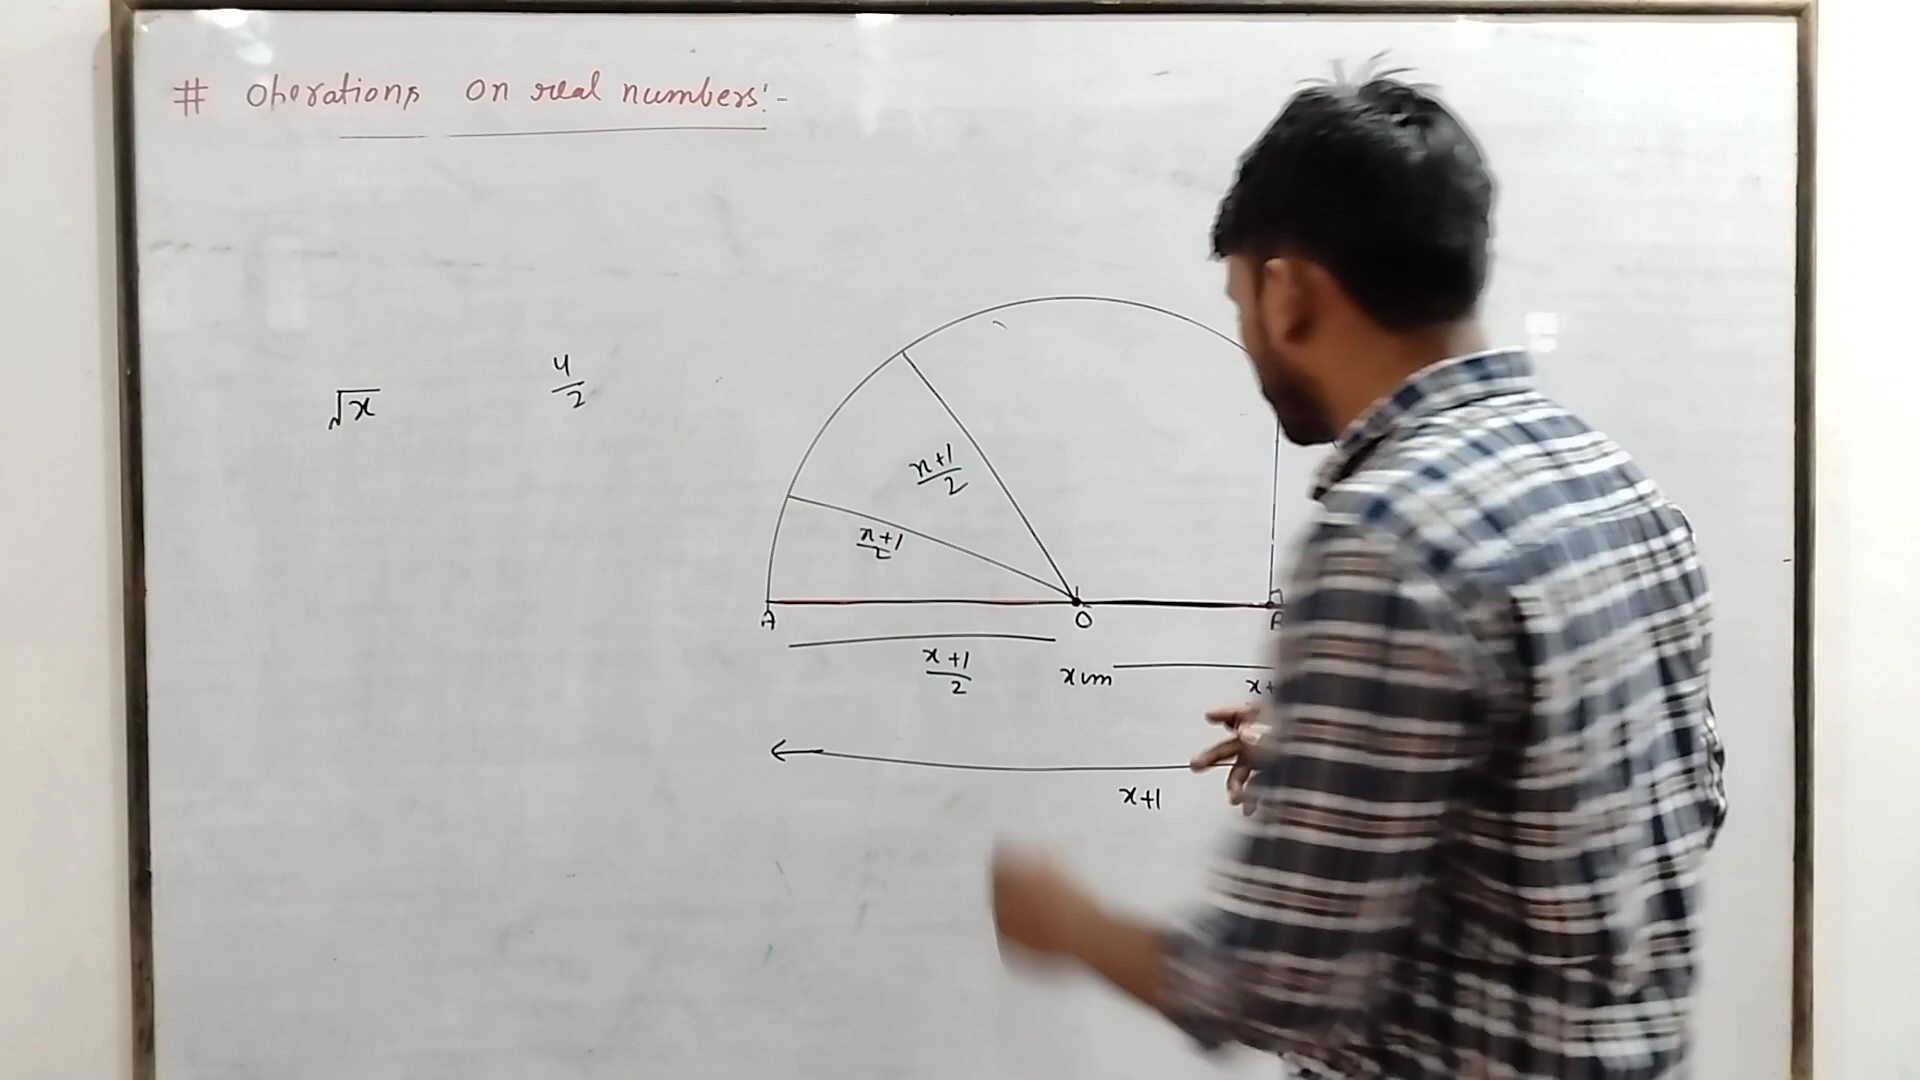 # Operations on real numbers:-
√x
4/2
x+1/2
x+1/2
A
O
x+1/2
x cm
x+
x+1